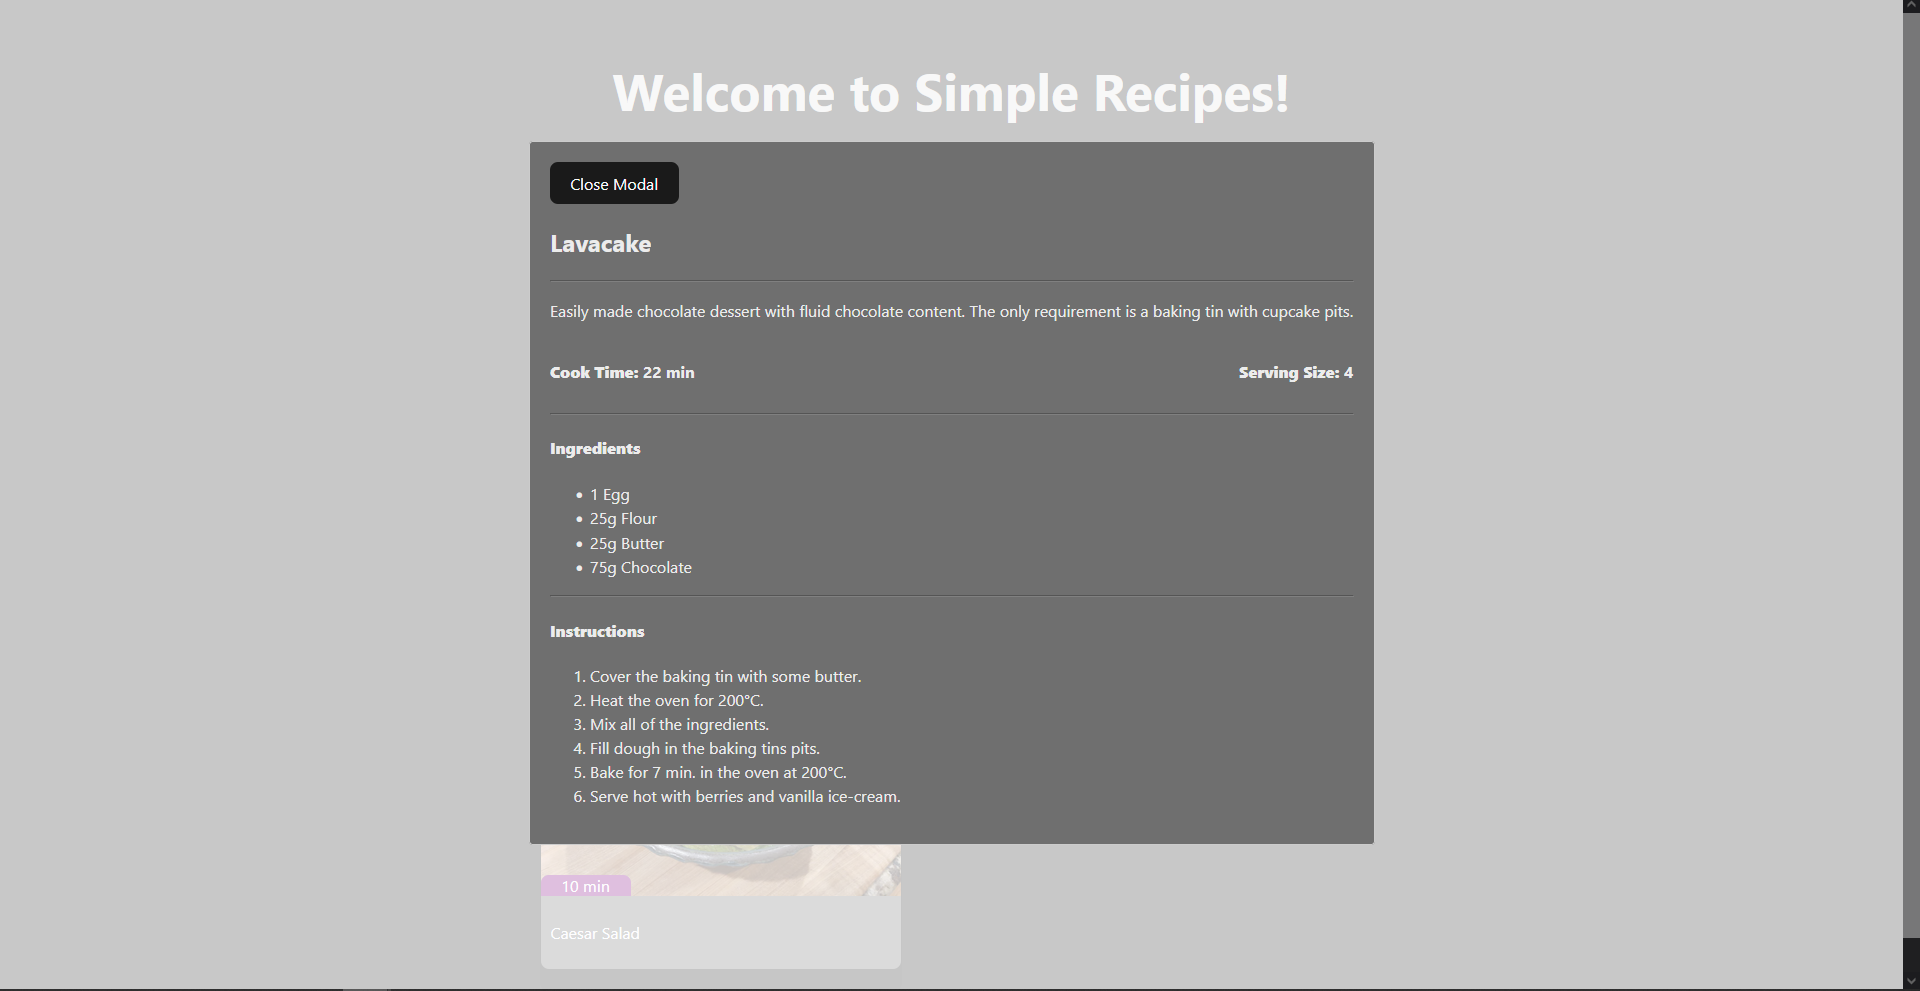 Welcome to Simple Recipes!
Close Modal
Lavacake
Easily made chocolate dessert with fluid chocolate content. The only requirement is a baking tin with cupcake pits.
Cook Time: 22 min
Serving Size: 4
Ingredients
• 1 Egg
• 25g Flour
• 25g Butter
• 75g Chocolate
Instructions
1. Cover the baking tin with some butter.
2. Heat the oven for 200°C.
3. Mix all of the ingredients.
4. Fill dough in the baking tins pits.
5. Bake for 7 min. in the oven at 200°C.
6. Serve hot with berries and vanilla ice-cream.
10 min
Caesar Salad